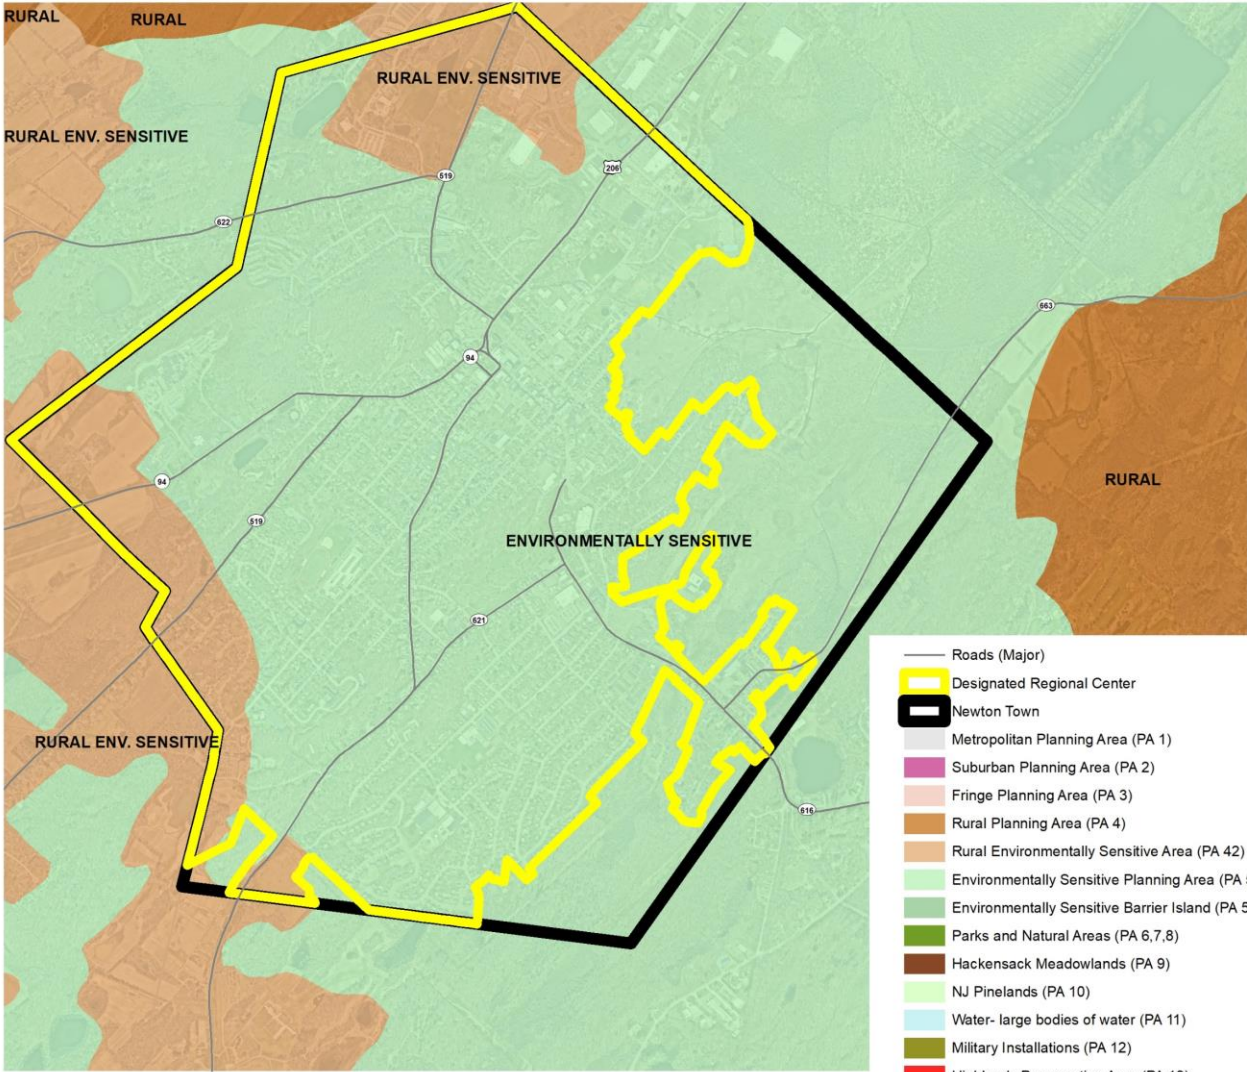 RURAL
RURAL
RURAL ENV. SENSITIVE
RURAL ENV. SENSITIVE
519
206
622
663
94
RURAL
94
519
ENVIRONMENTALLY SENSITIVE
621
RURAL ENV. SENSITIVE
616
Roads (Major)
Designated Regional Center
Newton Town
Metropolitan Planning Area (PA 1)
Suburban Planning Area (PA 2)
Fringe Planning Area (PA 3)
Rural Planning Area (PA 4)
Rural Environmentally Sensitive Area (PA 42)
Environmentally Sensitive Planning Area (PA
Environmentally Sensitive Barrier Island (PA 5
Parks and Natural Areas (PA 6,7,8)
Hackensack Meadowlands (PA 9)
NJ Pinelands (PA 10)
Water- large bodies of water (PA 11)
Military Installations (PA 12)